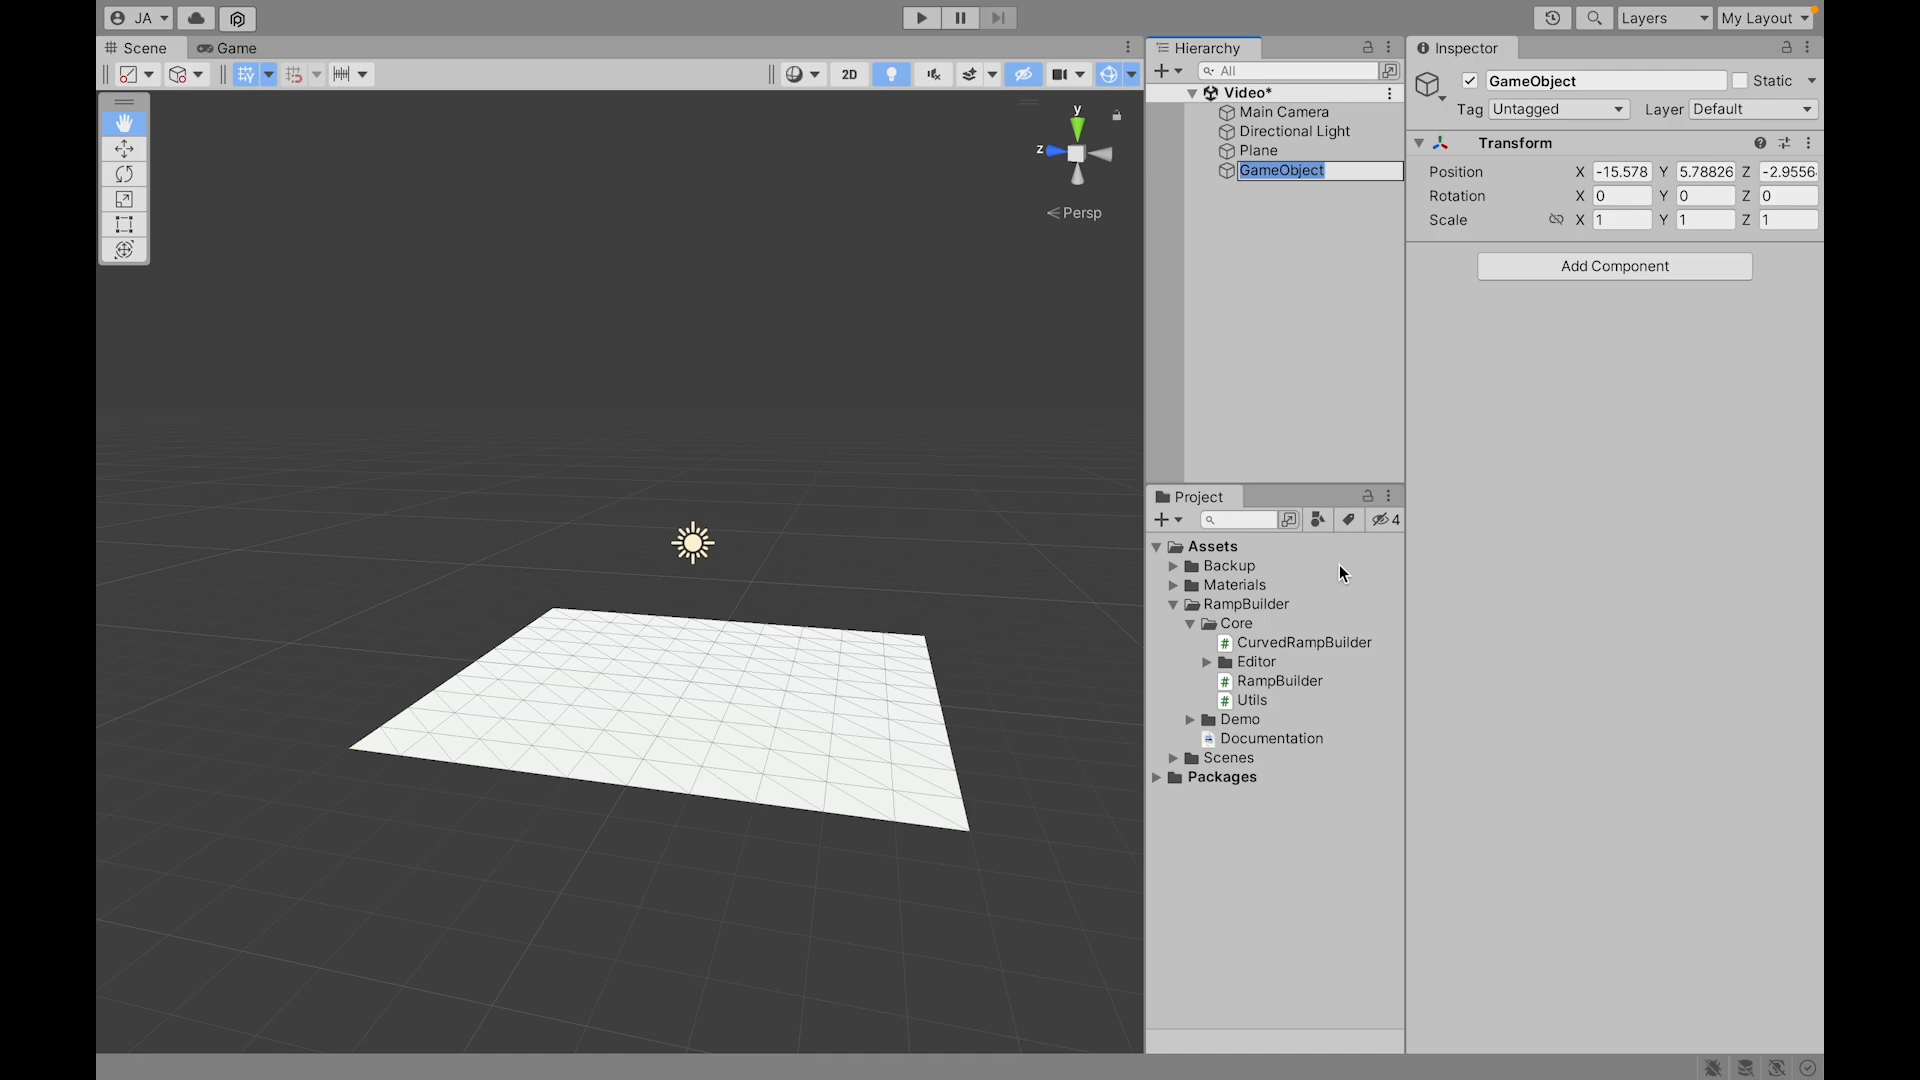 JA
Layers
My Layout
Scene
Game
Hierarchy
Inspector
2D
All
GameObject
Static
Video*
Tag Untagged Layer Default
Main Camera
Directional Light
Plane
GameObject
Transform
Position X -15.578 Y 5.78826 Z -2.9556
Rotation X 0 Y 0 Z 0
Scale X 1 Y 1 Z 1
Add Component
y
z
Persp
Project
4
Assets
Backup
Materials
RampBuilder
Core
# CurvedRampBuilder
Editor
# RampBuilder
# Utils
Demo
Documentation
Scenes
Packages